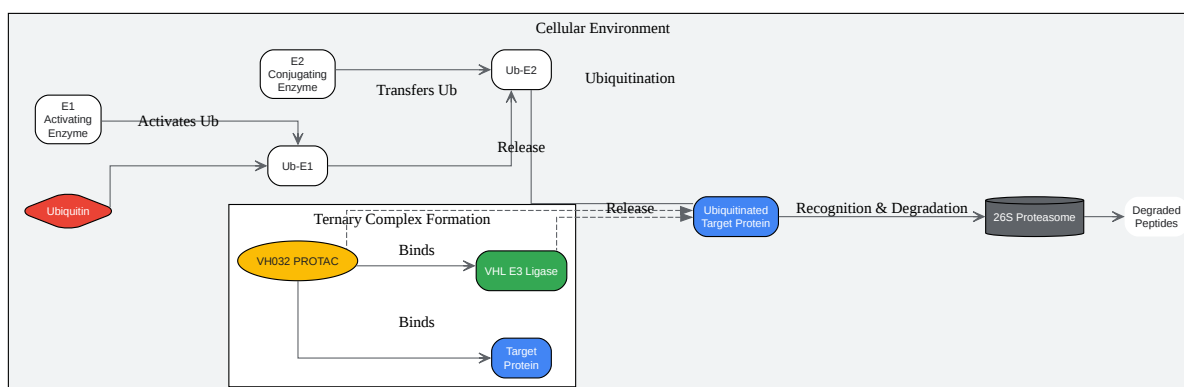 Cellular Environment
E2
Conjugating
Enzyme
Ub-E2
Ubiquitination
Transfers Ub
E1
Activating
Enzyme
Activates Ub
Release
Ub-E1
Ubiquitin
Ternary Complex Formation
Release
Ubiquitinated
Target Protein
Recognition & Degradation
26S Proteasome
Degraded
Peptides
Binds
VH032 PROTAC
VHL E3 Ligase
Binds
Target
Protein